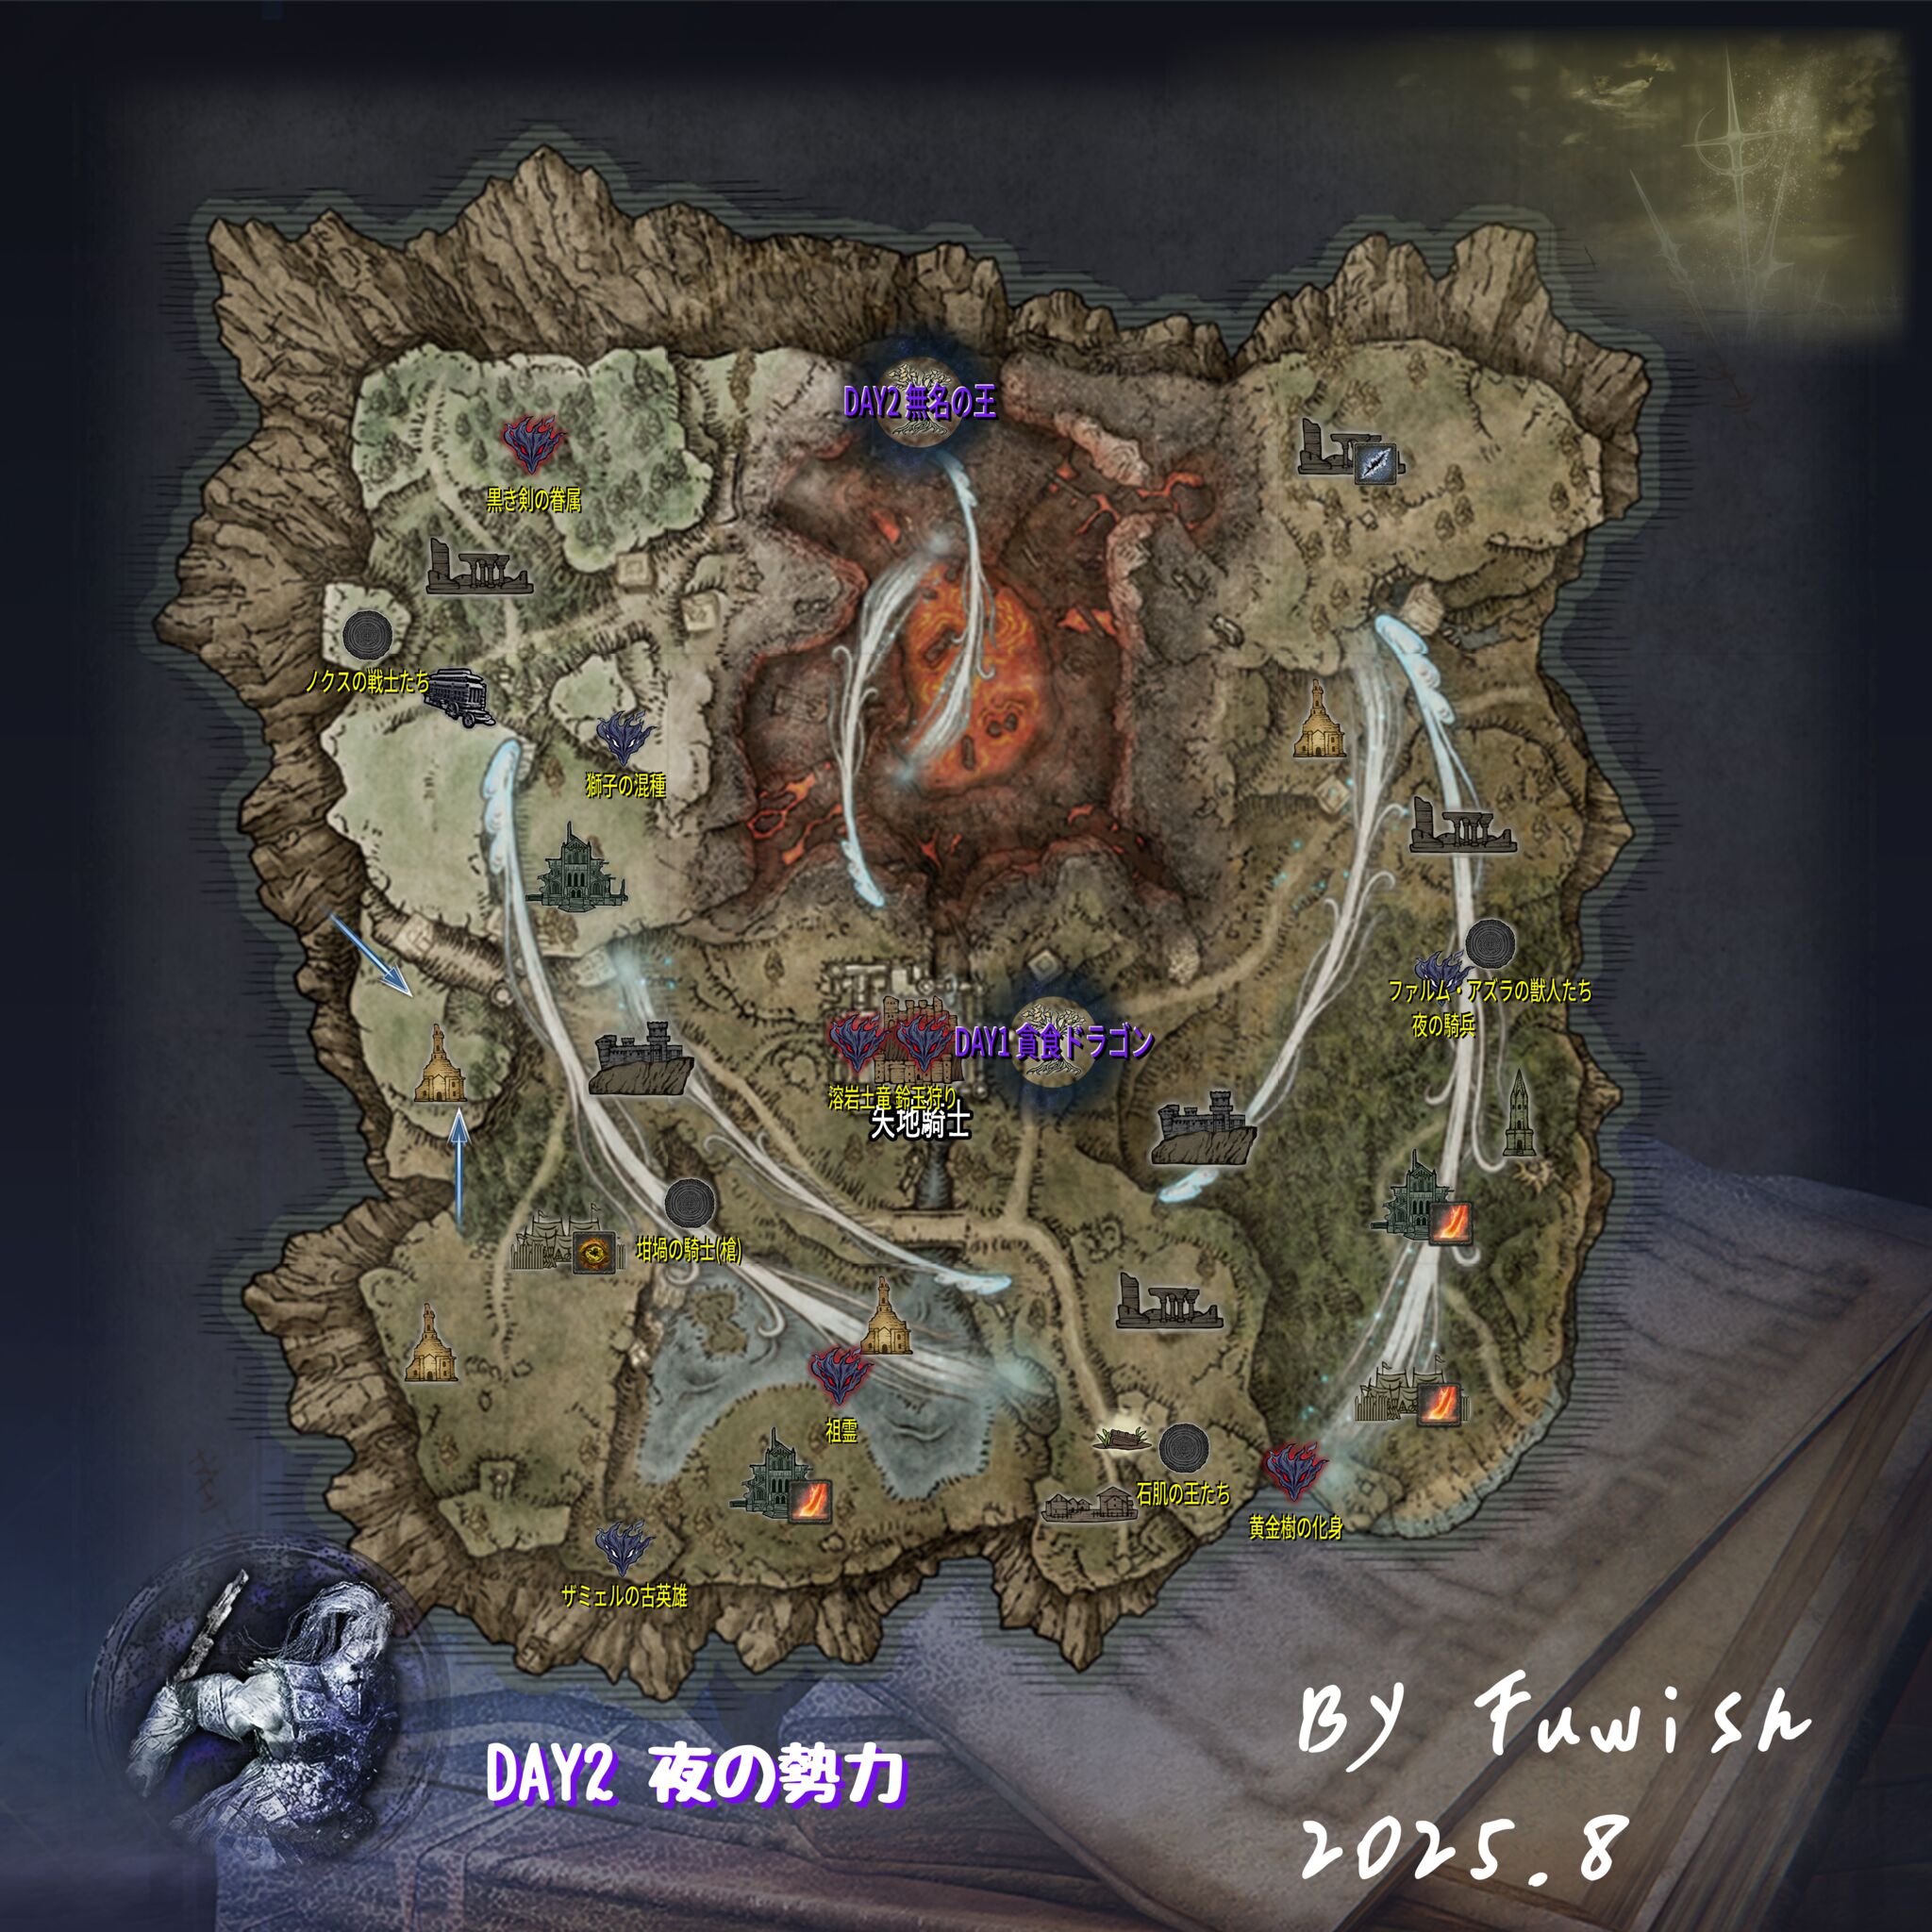 DAY2 無名の王
黒き剣の眷属
ノクスの戦士たち
獅子の混種
ファルム・アズラの獣人たち
夜の騎兵
DAY1 貪食ドラゴン
溶岩土竜 鈴玉狩り
失地騎士
坩堝の騎士(槍)
祖霊
石肌の王たち
黄金樹の化身
ザミェルの古英雄
DAY2 夜の勢力
By Fuwish
2025.8